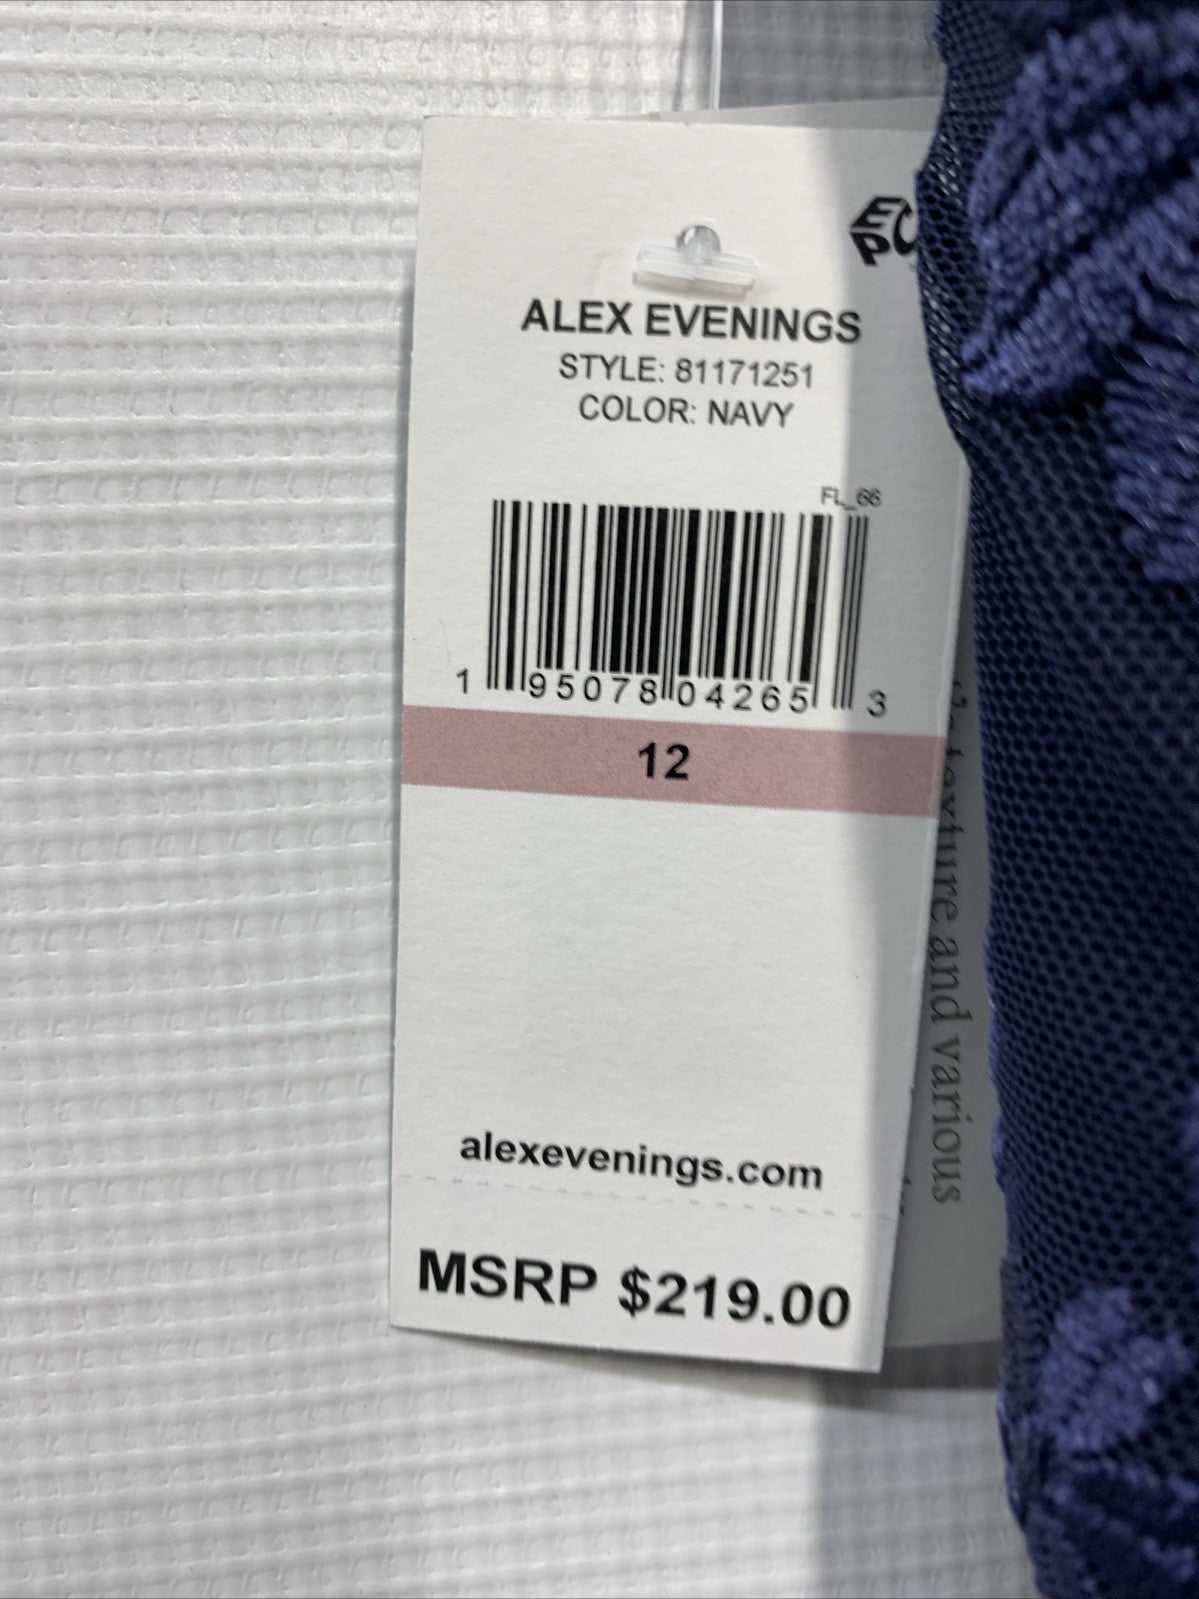 EPC
ALEX EVENINGS
STYLE: 81171251
COLOR: NAVY
FL_66
1 95078 04265 3
12
alexevenings.com
MSRP $219.00
texture and various